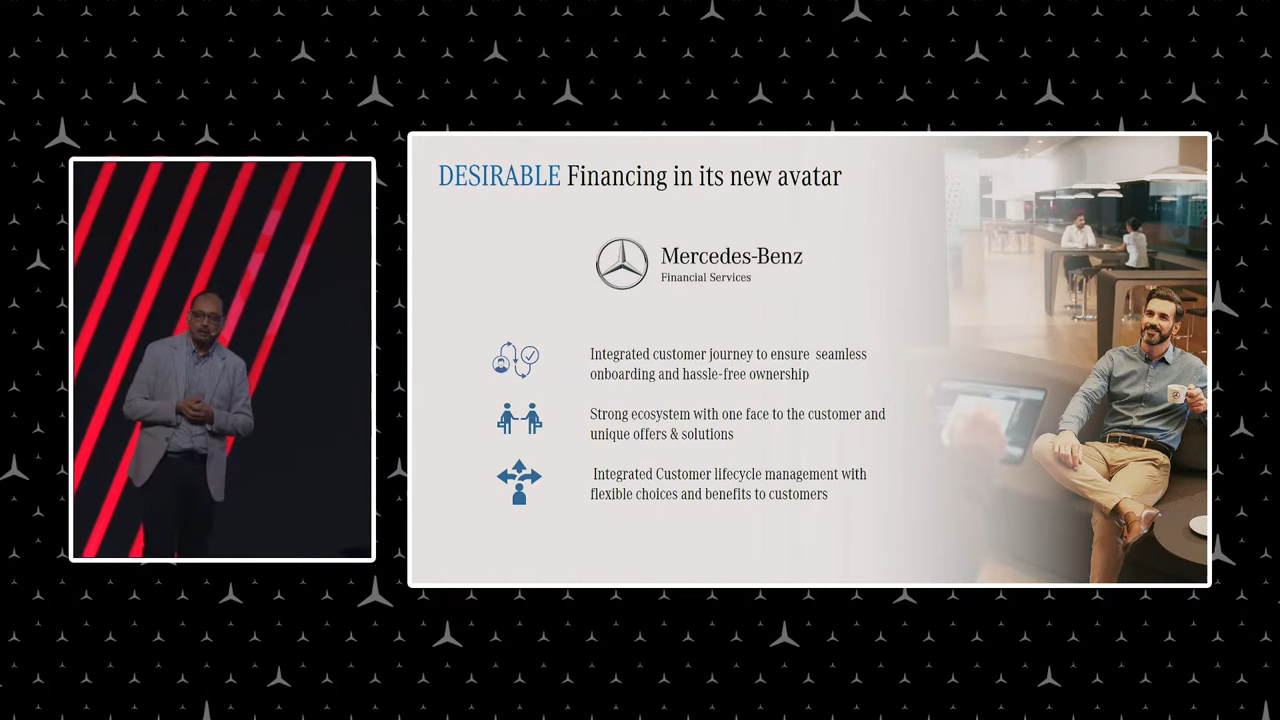 DESIRABLE Financing in its new avatar
Mercedes-Benz
Financial Services
Integrated customer journey to ensure seamless
onboarding and hassle-free ownership
Strong ecosystem with one face to the customer and
unique offers & solutions
Integrated Customer lifecycle management with
flexible choices and benefits to customers